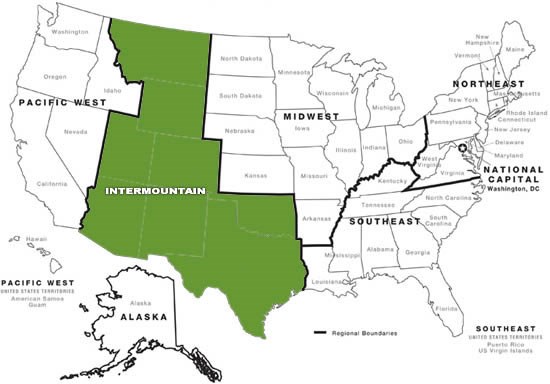 Washington
Oregon
Idaho
PACIFIC WEST
Nevada
California
INTERMOUNTAIN
North Dakota
South Dakota
Nebraska
Kansas
Minnesota
Wisconsin
Michigan
MIDWEST
Iowa
Illinois
Indiana
Ohio
Missouri
Arkansas
New
Hampshire
Vermont
Maine
NORTHEAST
Massachusetts
New York
Rhode Island
Connecticut
Pennsylvania
New Jersey
Delaware
Maryland
West
Virginia
Virginia
NATIONAL
CAPITAL
Washington, DC
Kentucky
Tennessee
North Carolina
South
Carolina
SOUTHEAST
Mississippi
Alabama
Georgia
Louisiana
Florida
Hawaii
PACIFIC WEST
UNITED STATES TERRITORIES
American Samoa
Guam
Alaska
ALASKA
Regional Boundaries
SOUTHEAST
UNITED STATES TERRITORIES
Puerto Rico
US Virgin Islands